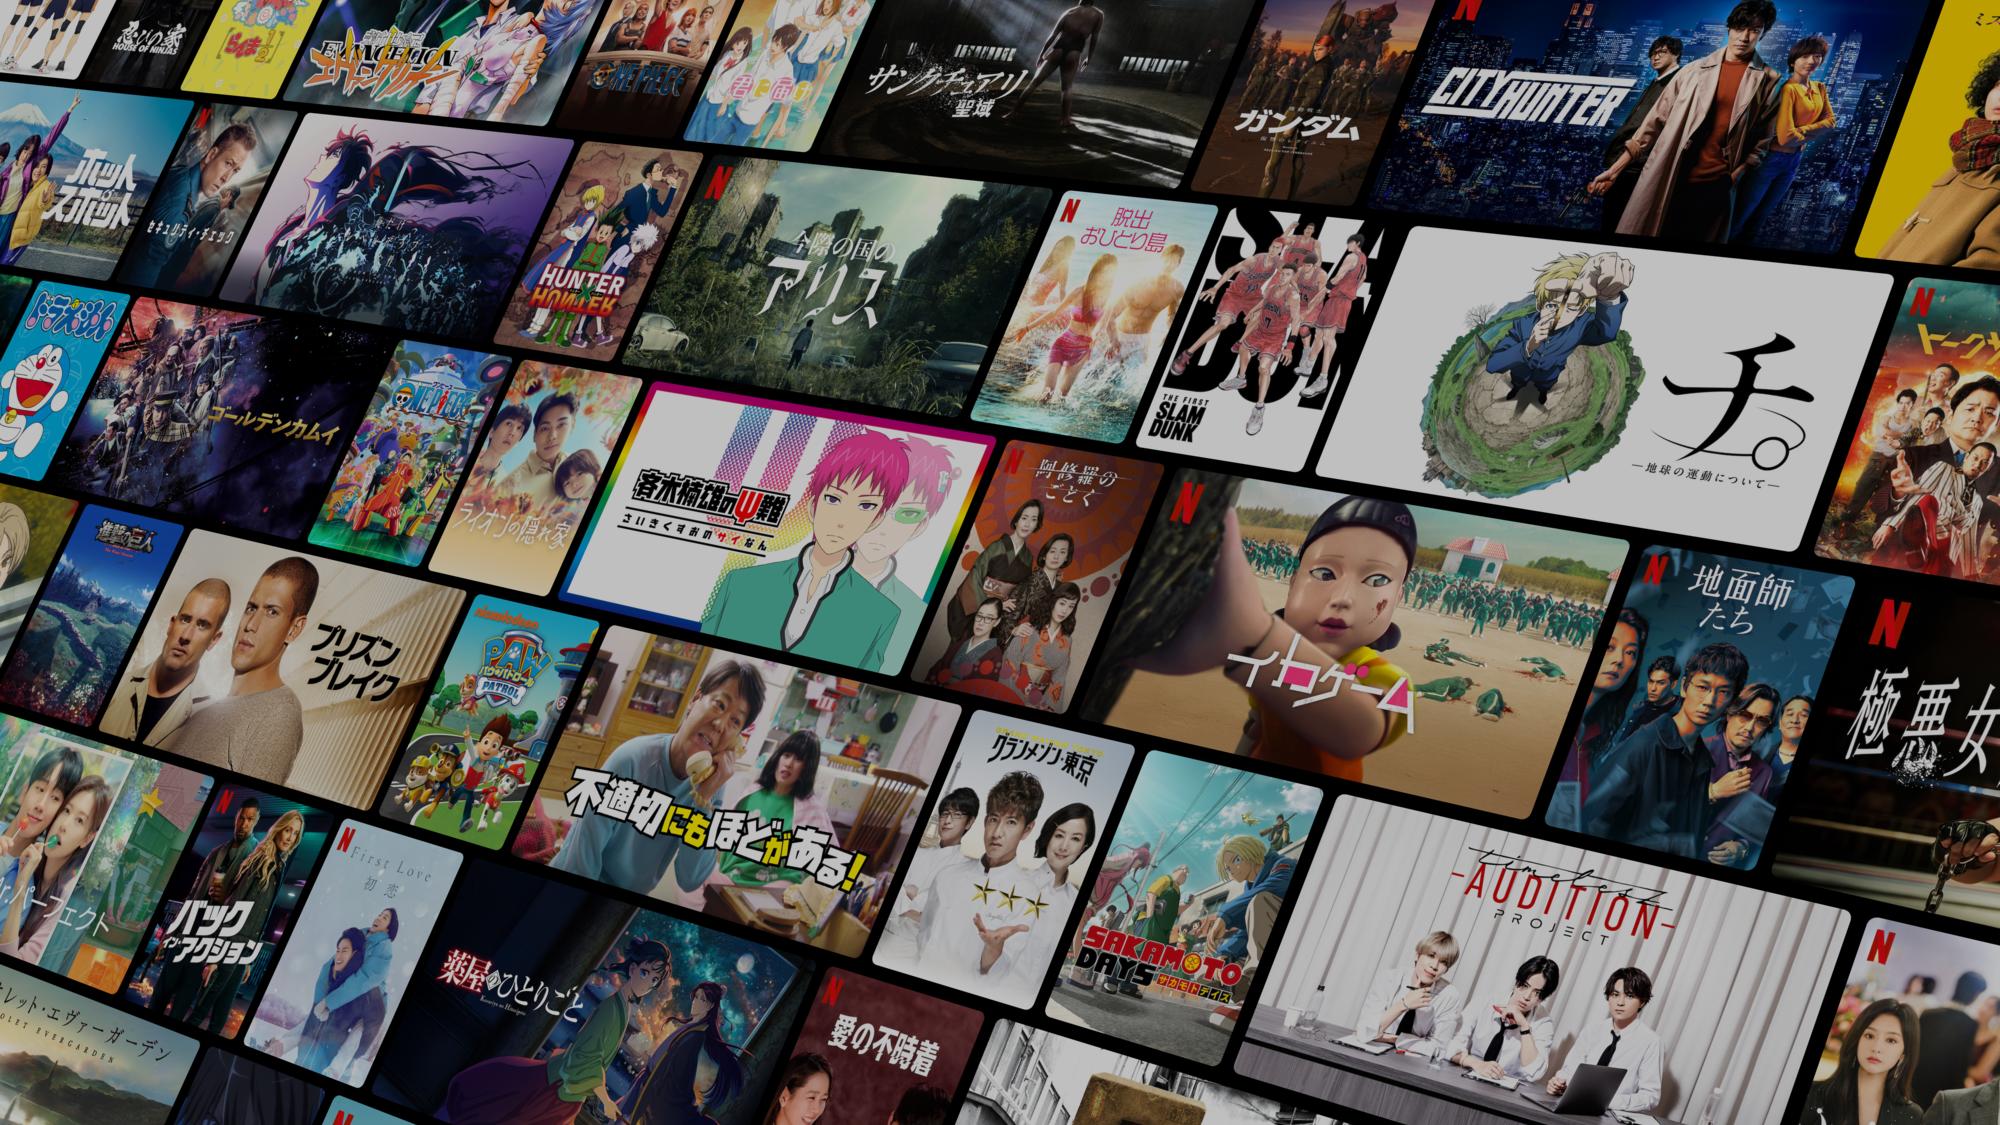 忍びの家
HOUSE OF NINJAS
らんま
EVANGELION
エヴァンゲリオン
ONE PIECE
君に届け
サンクチュアリ
聖域
ガンダム
CITYHUNTER
ホット
スポット
セキュリティ・チェック
HUNTER
HUNTER
今際の国の
アリス
脱出
おひとり島
THE FIRST
SLAM
DUNK
チ。
―地球の運動について―
トークサ
ドラえもん
ゴールデンカムイ
ONE PIECE
ライオンの隠れ家
斉木楠雄のΨ難
さいきくすおのサイなん
阿修羅の
ごとく
イカゲーム
地面師
たち
極悪女
進撃の巨人
プリズン
ブレイク
nickelodeon
PAW
パウ・パトロール
PATROL
不適切にもほどがある!
グランメゾン・東京
SAKAMOTO
DAYS
サカモトデイズ
timelesz
-AUDITION-
PROJECT
r.パーフェクト
バック
イン・アクション
First Love
初恋
薬屋のひとりごと
愛の不時着
レット・エヴァーガーデン
OLET EVERGARDEN